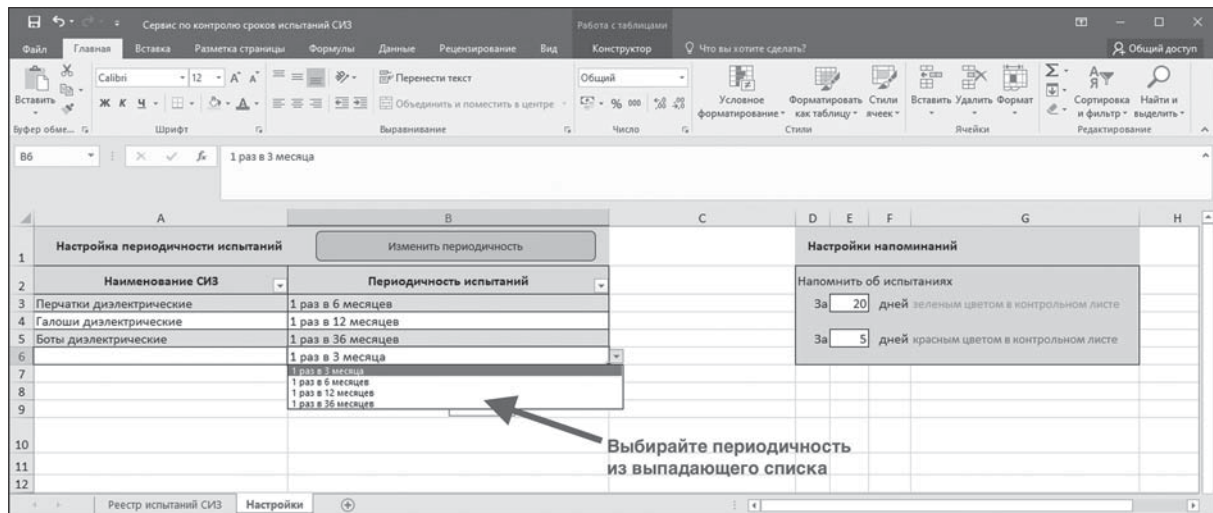 Сервис по контролю сроков испытаний СИЗ
Работа с таблицами
Файл Главная Вставка Разметка страницы Формулы Данные Рецензирование Вид Конструктор Что вы хотите сделать? Общий доступ
Вставить
Calibri 12
Ж К Ч
Перенести текст
Объединить и поместить в центре
Общий
% 000
Условное форматирование
Форматировать как таблицу
Стили ячеек
Вставить Удалить Формат
Сортировка и фильтр
Найти и выделить
Буфер обме... Шрифт Выравнивание Число Стили Ячейки Редактирование
B6 fx 1 раз в 3 месяца
A B C D E F G H
1 Настройка периодичности испытаний Изменить периодичность Настройки напоминаний
2 Наименование СИЗ Периодичность испытаний Напомнить об испытаниях
3 Перчатки диэлектрические 1 раз в 6 месяцев За 20 дней зеленым цветом в контрольном листе
4 Галоши диэлектрические 1 раз в 12 месяцев
5 Боты диэлектрические 1 раз в 36 месяцев За 5 дней красным цветом в контрольном листе
6 1 раз в 3 месяца
7 1 раз в 3 месяца
8 1 раз в 6 месяцев
1 раз в 12 месяцев
9 1 раз в 36 месяцев
10 Выбирайте периодичность
11 из выпадающего списка
12
Реестр испытаний СИЗ Настройки